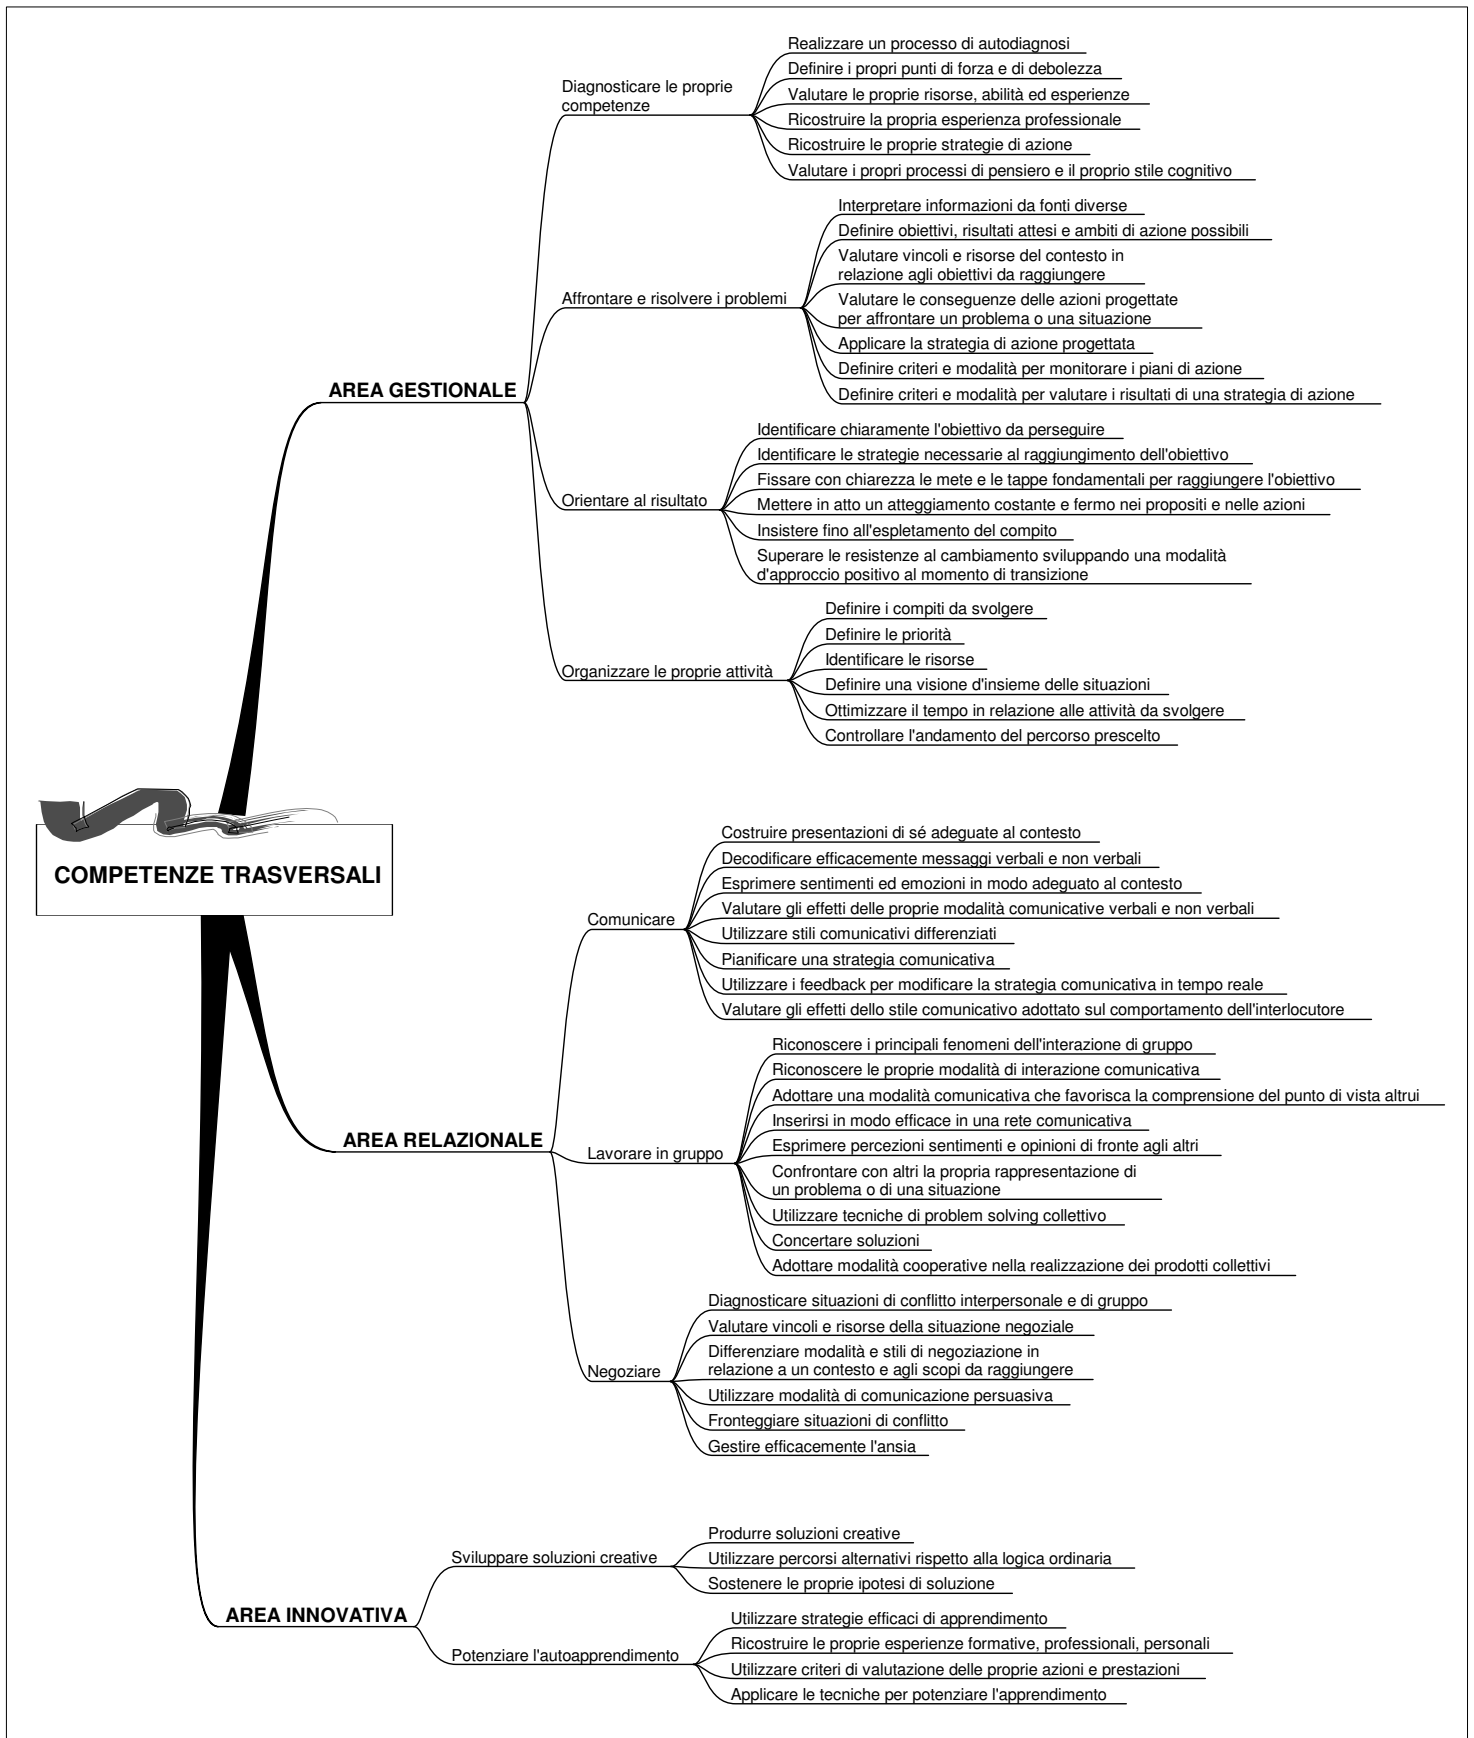 COMPETENZE TRASVERSALI
AREA GESTIONALE
Diagnosticare le proprie
competenze
Realizzare un processo di autodiagnosi
Definire i propri punti di forza e di debolezza
Valutare le proprie risorse, abilità ed esperienze
Ricostruire la propria esperienza professionale
Ricostruire le proprie strategie di azione
Valutare i propri processi di pensiero e il proprio stile cognitivo
Affrontare e risolvere i problemi
Interpretare informazioni da fonti diverse
Definire obiettivi, risultati attesi e ambiti di azione possibili
Valutare vincoli e risorse del contesto in
relazione agli obiettivi da raggiungere
Valutare le conseguenze delle azioni progettate
per affrontare un problema o una situazione
Applicare la strategia di azione progettata
Definire criteri e modalità per monitorare i piani di azione
Definire criteri e modalità per valutare i risultati di una strategia di azione
Orientare al risultato
Identificare chiaramente l'obiettivo da perseguire
Identificare le strategie necessarie al raggiungimento dell'obiettivo
Fissare con chiarezza le mete e le tappe fondamentali per raggiungere l'obiettivo
Mettere in atto un atteggiamento costante e fermo nei propositi e nelle azioni
Insistere fino all'espletamento del compito
Superare le resistenze al cambiamento sviluppando una modalità
d'approccio positivo al momento di transizione
Organizzare le proprie attività
Definire i compiti da svolgere
Definire le priorità
Identificare le risorse
Definire una visione d'insieme delle situazioni
Ottimizzare il tempo in relazione alle attività da svolgere
Controllare l'andamento del percorso prescelto
AREA RELAZIONALE
Comunicare
Costruire presentazioni di sé adeguate al contesto
Decodificare efficacemente messaggi verbali e non verbali
Esprimere sentimenti ed emozioni in modo adeguato al contesto
Valutare gli effetti delle proprie modalità comunicative verbali e non verbali
Utilizzare stili comunicativi differenziati
Pianificare una strategia comunicativa
Utilizzare i feedback per modificare la strategia comunicativa in tempo reale
Valutare gli effetti dello stile comunicativo adottato sul comportamento dell'interlocutore
Lavorare in gruppo
Riconoscere i principali fenomeni dell'interazione di gruppo
Riconoscere le proprie modalità di interazione comunicativa
Adottare una modalità comunicativa che favorisca la comprensione del punto di vista altrui
Inserirsi in modo efficace in una rete comunicativa
Esprimere percezioni sentimenti e opinioni di fronte agli altri
Confrontare con altri la propria rappresentazione di
un problema o di una situazione
Utilizzare tecniche di problem solving collettivo
Concertare soluzioni
Adottare modalità cooperative nella realizzazione dei prodotti collettivi
Negoziare
Diagnosticare situazioni di conflitto interpersonale e di gruppo
Valutare vincoli e risorse della situazione negoziale
Differenziare modalità e stili di negoziazione in
relazione a un contesto e agli scopi da raggiungere
Utilizzare modalità di comunicazione persuasiva
Fronteggiare situazioni di conflitto
Gestire efficacemente l'ansia
AREA INNOVATIVA
Sviluppare soluzioni creative
Produrre soluzioni creative
Utilizzare percorsi alternativi rispetto alla logica ordinaria
Sostenere le proprie ipotesi di soluzione
Potenziare l'autoapprendimento
Utilizzare strategie efficaci di apprendimento
Ricostruire le proprie esperienze formative, professionali, personali
Utilizzare criteri di valutazione delle proprie azioni e prestazioni
Applicare le tecniche per potenziare l'apprendimento